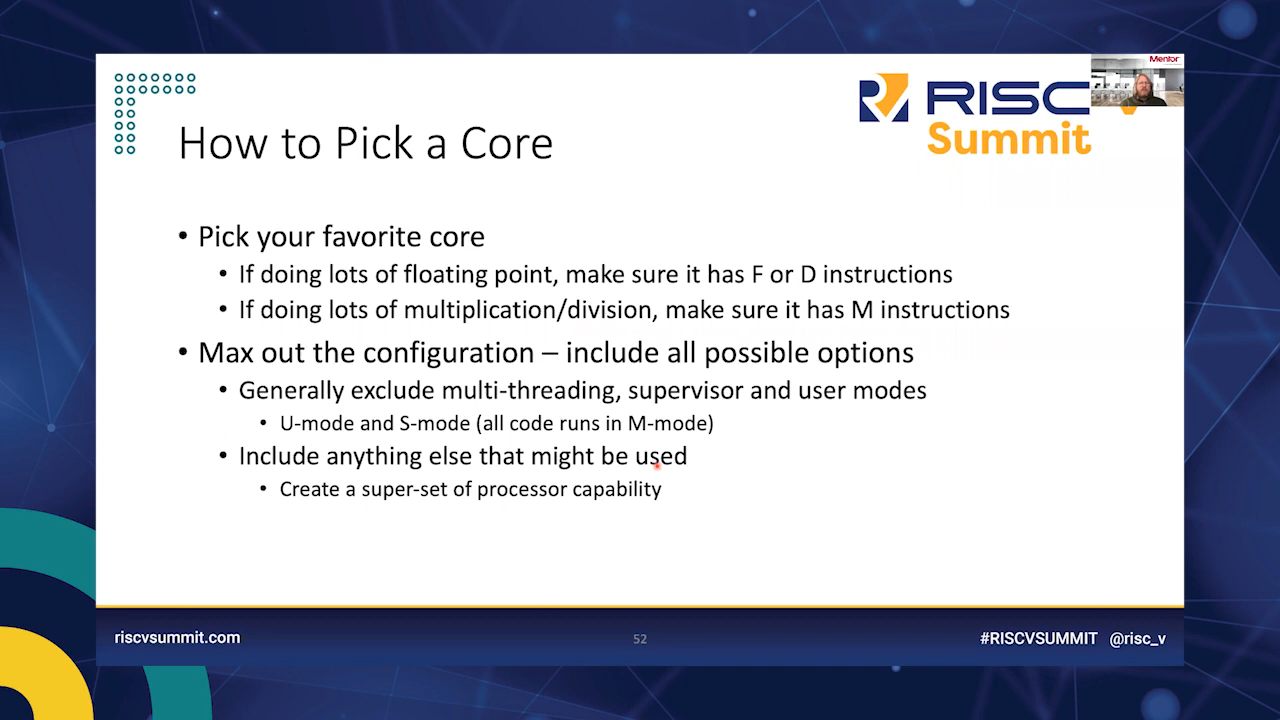 Mentor
RISC
Summit
How to Pick a Core
• Pick your favorite core
• If doing lots of floating point, make sure it has F or D instructions
• If doing lots of multiplication/division, make sure it has M instructions
• Max out the configuration – include all possible options
• Generally exclude multi-threading, supervisor and user modes
• U-mode and S-mode (all code runs in M-mode)
• Include anything else that might be used
• Create a super-set of processor capability
riscvsummit.com
52
#RISCVSUMMIT @risc_v